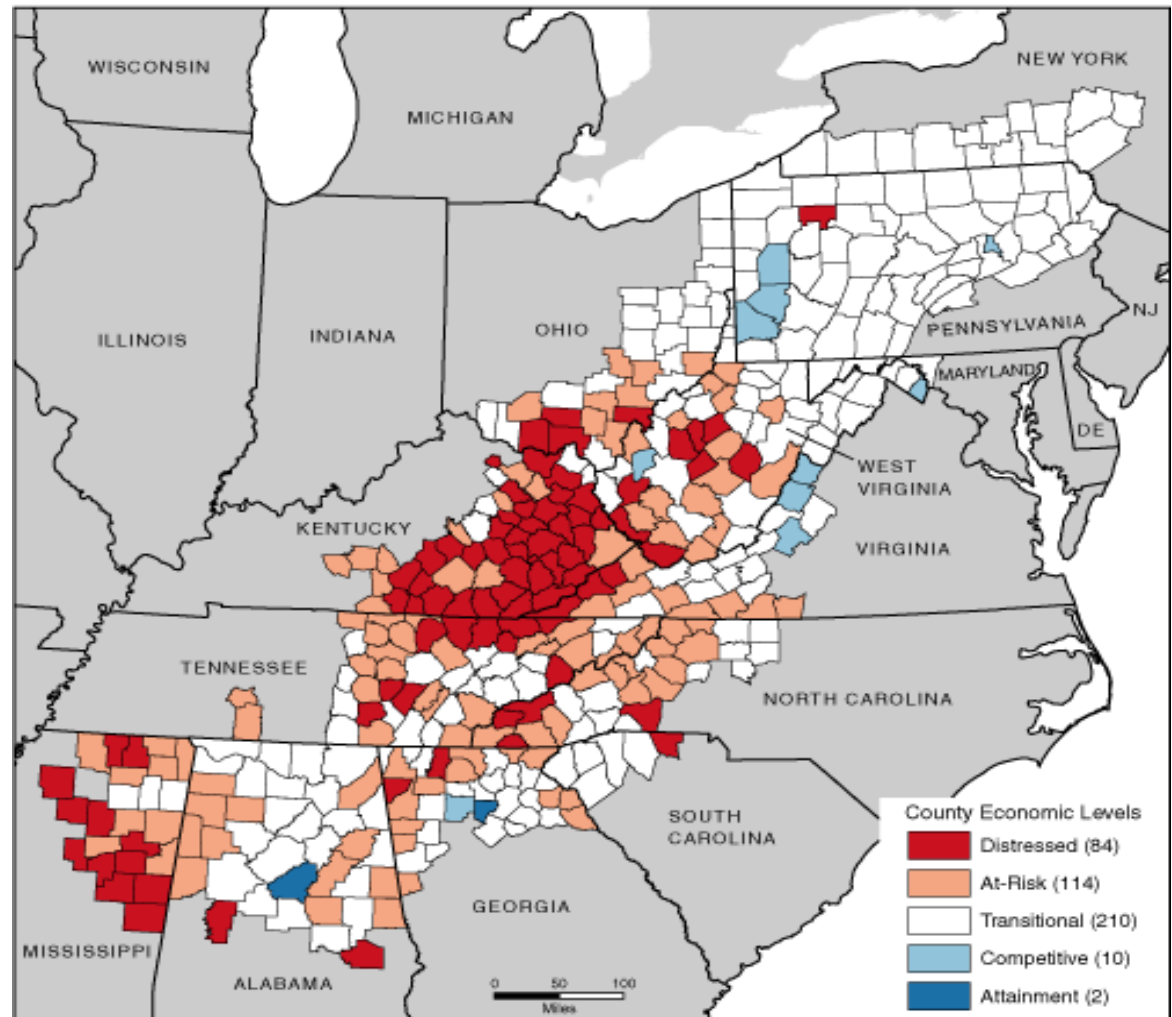 WISCONSIN
MICHIGAN
NEW YORK
ILLINOIS
INDIANA
OHIO
PENNSYLVANIA
NJ
MARYLAND
DE
WEST
VIRGINIA
KENTUCKY
VIRGINIA
TENNESSEE
NORTH CAROLINA
SOUTH
CAROLINA
MISSISSIPPI
ALABAMA
GEORGIA
0 50 100
Miles
County Economic Levels
Distressed (84)
At-Risk (114)
Transitional (210)
Competitive (10)
Attainment (2)